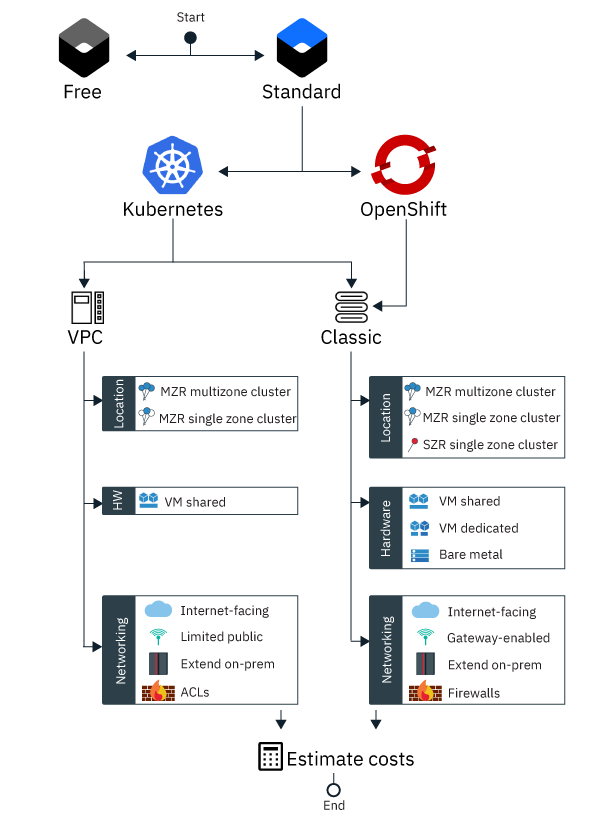 Start
Free
Standard
Kubernetes
OpenShift
VPC
Classic
Location
MZR multizone cluster
MZR single zone cluster
HW
VM shared
Networking
Internet-facing
Limited public
Extend on-prem
ACLs
Location
MZR multizone cluster
MZR single zone cluster
SZR single zone cluster
Hardware
VM shared
VM dedicated
Bare metal
Networking
Internet-facing
Gateway-enabled
Extend on-prem
Firewalls
Estimate costs
End